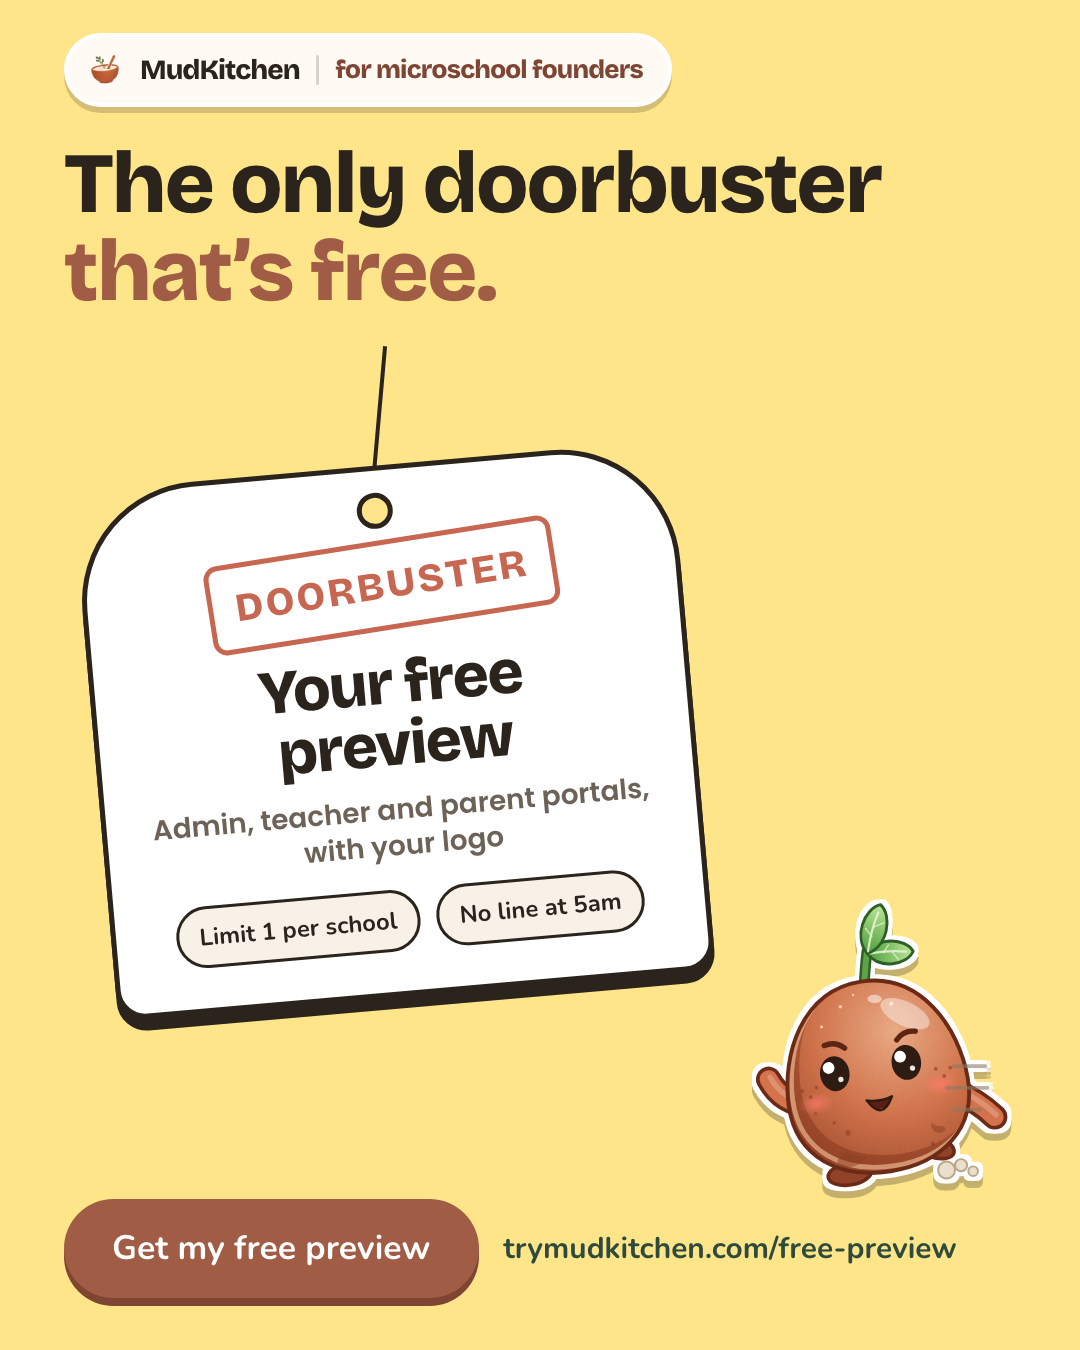 MudKitchen | for microschool founders
The only doorbuster
that's free.
DOORBUSTER
Your free
preview
Admin, teacher and parent portals,
with your logo
Limit 1 per school
No line at 5am
Get my free preview
trymudkitchen.com/free-preview